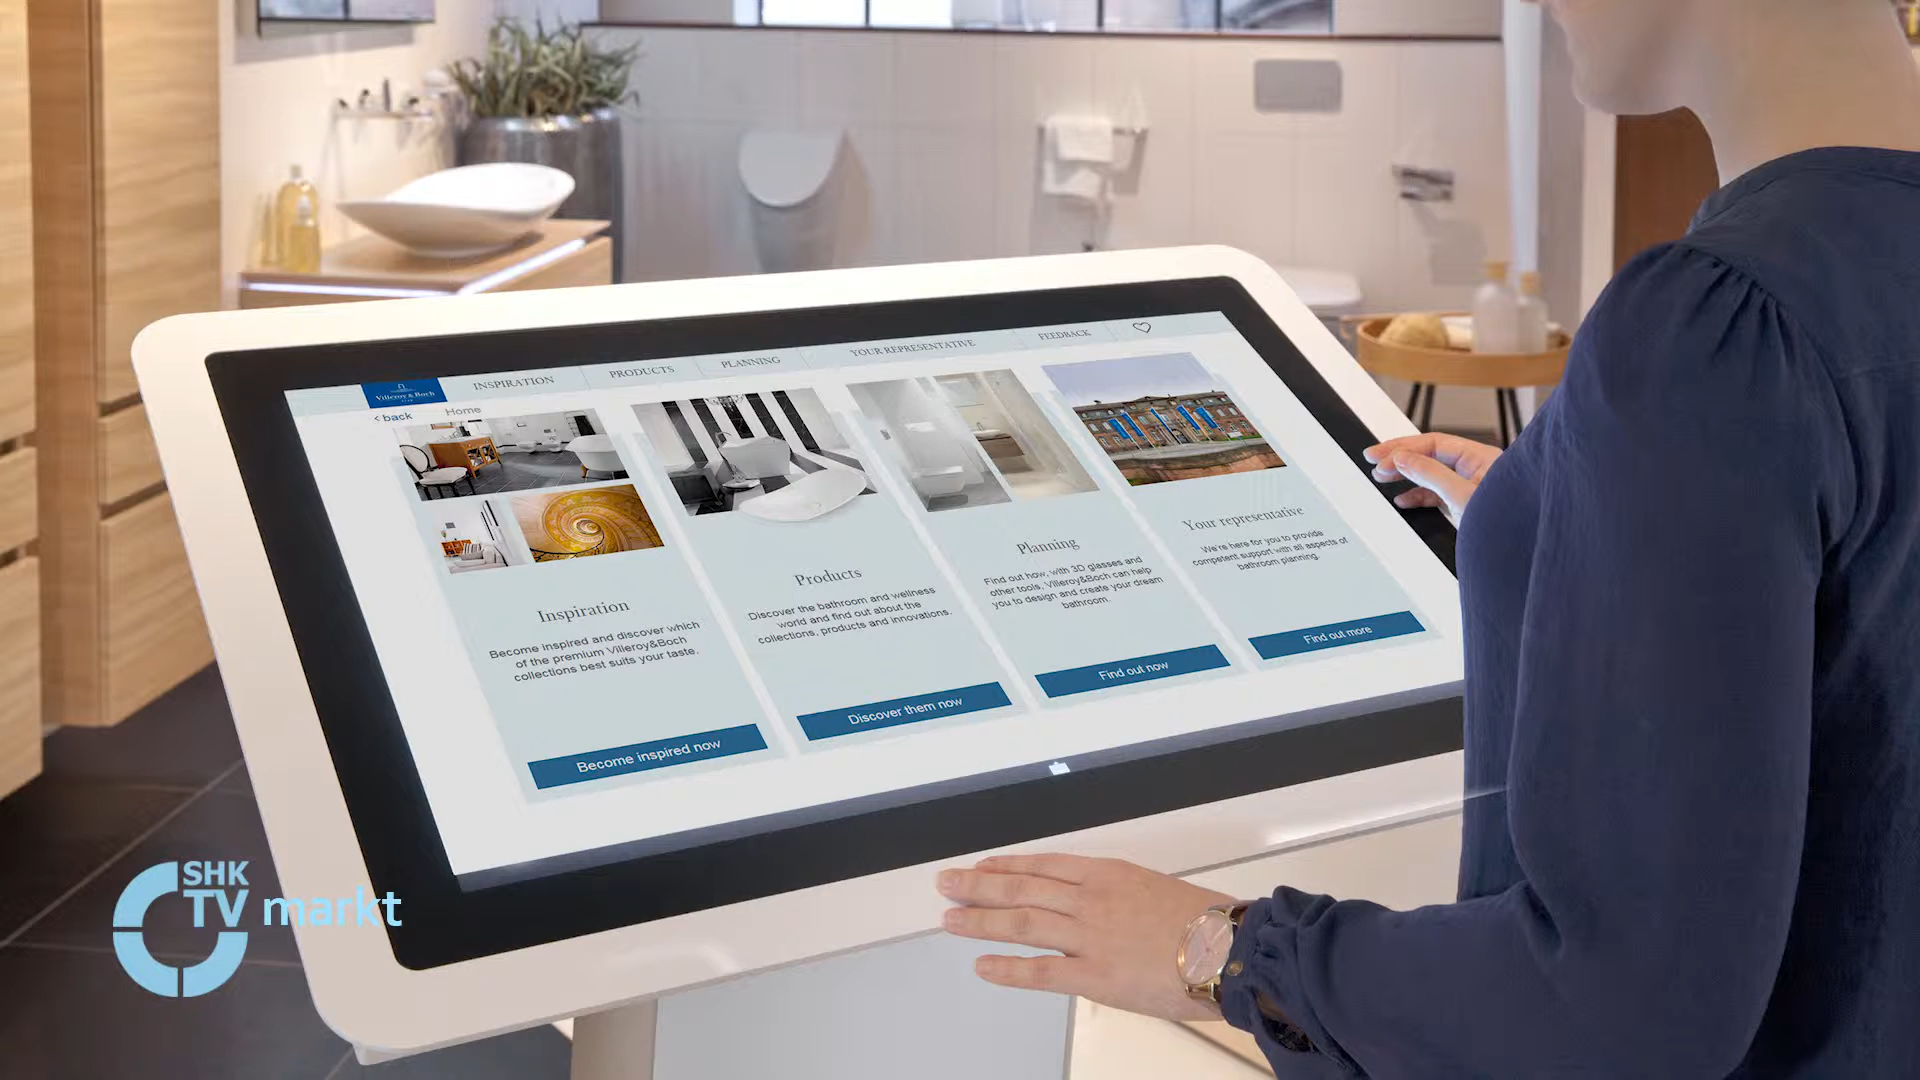 INSPIRATION
PRODUCTS
PLANNING
YOUR REPRESENTATIVE
FEEDBACK
Villeroy & Boch
1748
< back
Home
Inspiration
Become inspired and discover which
of the premium Villeroy&Boch
collections best suits your taste.
Become inspired now
Products
Discover the bathroom and wellness
world and find out about the
collections, products and innovations.
Discover them now
Planning
Find out how, with 3D glasses and
other tools, Villeroy&Boch can help
you to design and create your dream
bathroom.
Find out now
Your representative
We're here for you to provide
competent support with all aspects of
bathroom planning.
Find out more
SHK
TV markt